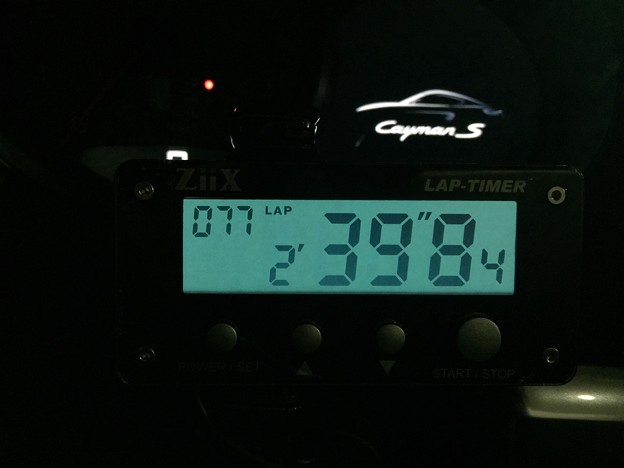 Cayman S
ZiiX LAP-TIMER
077 LAP
2'39"84
POWER / SET ▲ ▼ START / STOP